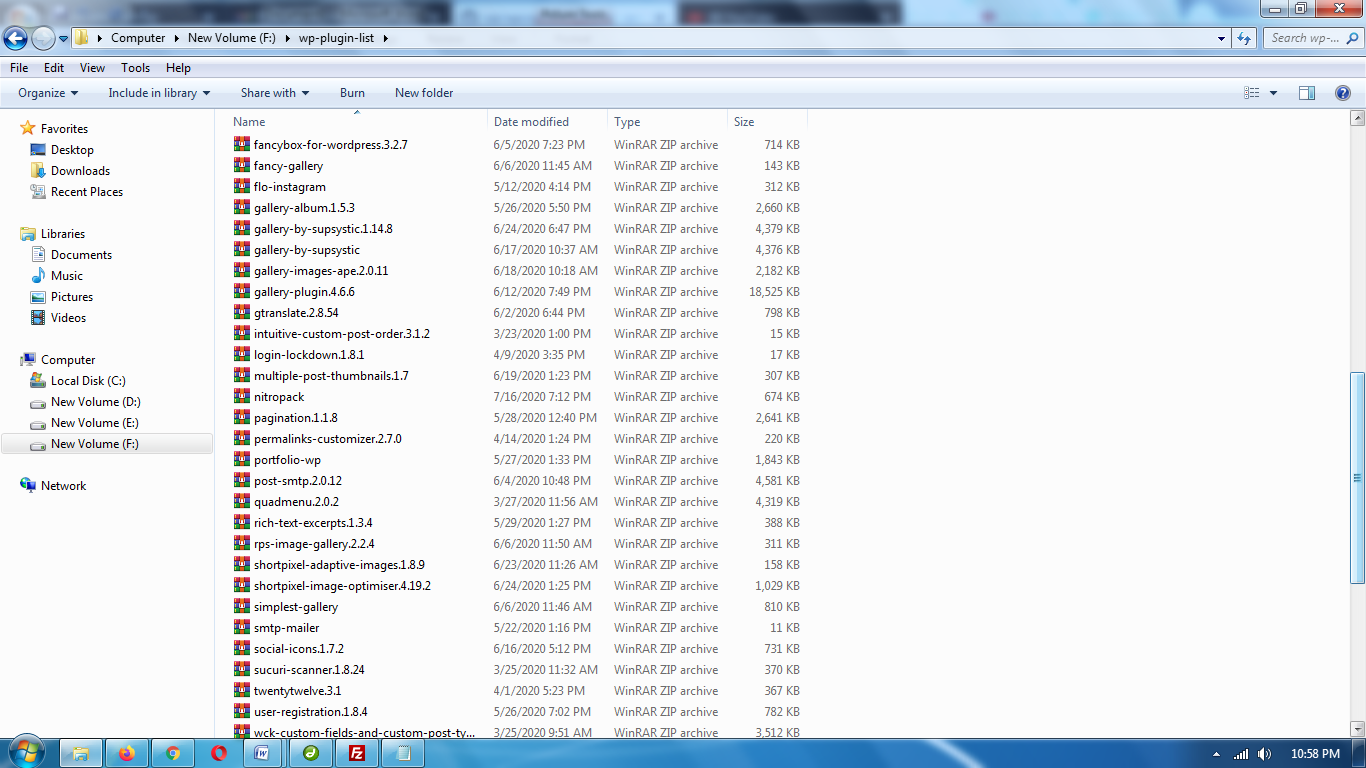 Computer New Volume (F:) wp-plugin-list Search wp-...
File Edit View Tools Help
Organize Include in library Share with Burn New folder
Favorites
Desktop
Downloads
Recent Places
Libraries
Documents
Music
Pictures
Videos
Computer
Local Disk (C:)
New Volume (D:)
New Volume (E:)
New Volume (F:)
Network
Name Date modified Type Size
fancybox-for-wordpress.3.2.7 6/5/2020 7:23 PM WinRAR ZIP archive 714 KB
fancy-gallery 6/6/2020 11:45 AM WinRAR ZIP archive 143 KB
flo-instagram 5/12/2020 4:14 PM WinRAR ZIP archive 312 KB
gallery-album.1.5.3 5/26/2020 5:50 PM WinRAR ZIP archive 2,660 KB
gallery-by-supsystic.1.14.8 6/24/2020 6:47 PM WinRAR ZIP archive 4,379 KB
gallery-by-supsystic 6/17/2020 10:37 AM WinRAR ZIP archive 4,376 KB
gallery-images-ape.2.0.11 6/18/2020 10:18 AM WinRAR ZIP archive 2,182 KB
gallery-plugin.4.6.6 6/12/2020 7:49 PM WinRAR ZIP archive 18,525 KB
gtranslate.2.8.54 6/2/2020 6:44 PM WinRAR ZIP archive 798 KB
intuitive-custom-post-order.3.1.2 3/23/2020 1:00 PM WinRAR ZIP archive 15 KB
login-lockdown.1.8.1 4/9/2020 3:35 PM WinRAR ZIP archive 17 KB
multiple-post-thumbnails.1.7 6/19/2020 1:23 PM WinRAR ZIP archive 307 KB
nitropack 7/16/2020 7:12 PM WinRAR ZIP archive 674 KB
pagination.1.1.8 5/28/2020 12:40 PM WinRAR ZIP archive 2,641 KB
permalinks-customizer.2.7.0 4/14/2020 1:24 PM WinRAR ZIP archive 220 KB
portfolio-wp 5/27/2020 1:33 PM WinRAR ZIP archive 1,843 KB
post-smtp.2.0.12 6/4/2020 10:48 PM WinRAR ZIP archive 4,581 KB
quadmenu.2.0.2 3/27/2020 11:56 AM WinRAR ZIP archive 4,319 KB
rich-text-excerpts.1.3.4 5/29/2020 1:27 PM WinRAR ZIP archive 388 KB
rps-image-gallery.2.2.4 6/6/2020 11:50 AM WinRAR ZIP archive 311 KB
shortpixel-adaptive-images.1.8.9 6/23/2020 11:26 AM WinRAR ZIP archive 158 KB
shortpixel-image-optimiser.4.19.2 6/24/2020 1:25 PM WinRAR ZIP archive 1,029 KB
simplest-gallery 6/6/2020 11:46 AM WinRAR ZIP archive 810 KB
smtp-mailer 5/22/2020 1:16 PM WinRAR ZIP archive 11 KB
social-icons.1.7.2 6/16/2020 5:12 PM WinRAR ZIP archive 731 KB
sucuri-scanner.1.8.24 3/25/2020 11:32 AM WinRAR ZIP archive 370 KB
twentytwelve.3.1 4/1/2020 5:23 PM WinRAR ZIP archive 367 KB
user-registration.1.8.4 5/26/2020 7:02 PM WinRAR ZIP archive 782 KB
wck-custom-fields-and-custom-post-ty... 3/25/2020 9:51 AM WinRAR ZIP archive 3,512 KB
10:58 PM